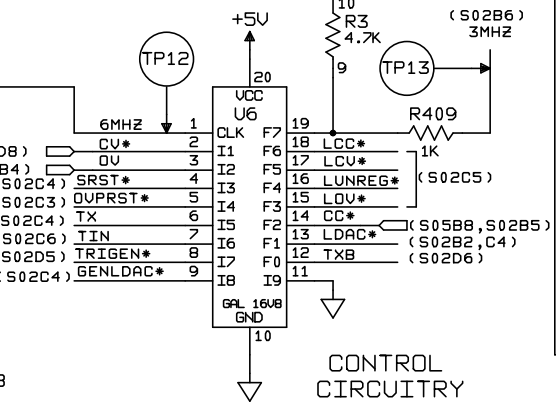 10
+5V
R3
4.7K
(S02B6)
3MHZ
TP12
9
TP13
20
VCC
U6
R409
1K
6MHZ 1 CLK F7 19
D8) CV* 2 I1 F6 18 LCC*
B4) OV 3 I2 F5 17 LCV*
(S02C4) SRST* 4 I3 F4 16 LUNREG*
(S02C5)
S02C3) OVPRST* 5 I4 F3 15 LOV*
S02C4) TX 6 I5 F2 14 CC* (S05B8,S02B5)
S02C6) TIN 7 I6 F1 13 LDAC* (S02B2,C4)
S02D5) TRIGEN* 8 I7 F0 12 TXB (S02D6)
(S02C4) GENLDAC* 9 I8 I9 11
GAL 16V8
GND
10
CONTROL
CIRCUITRY